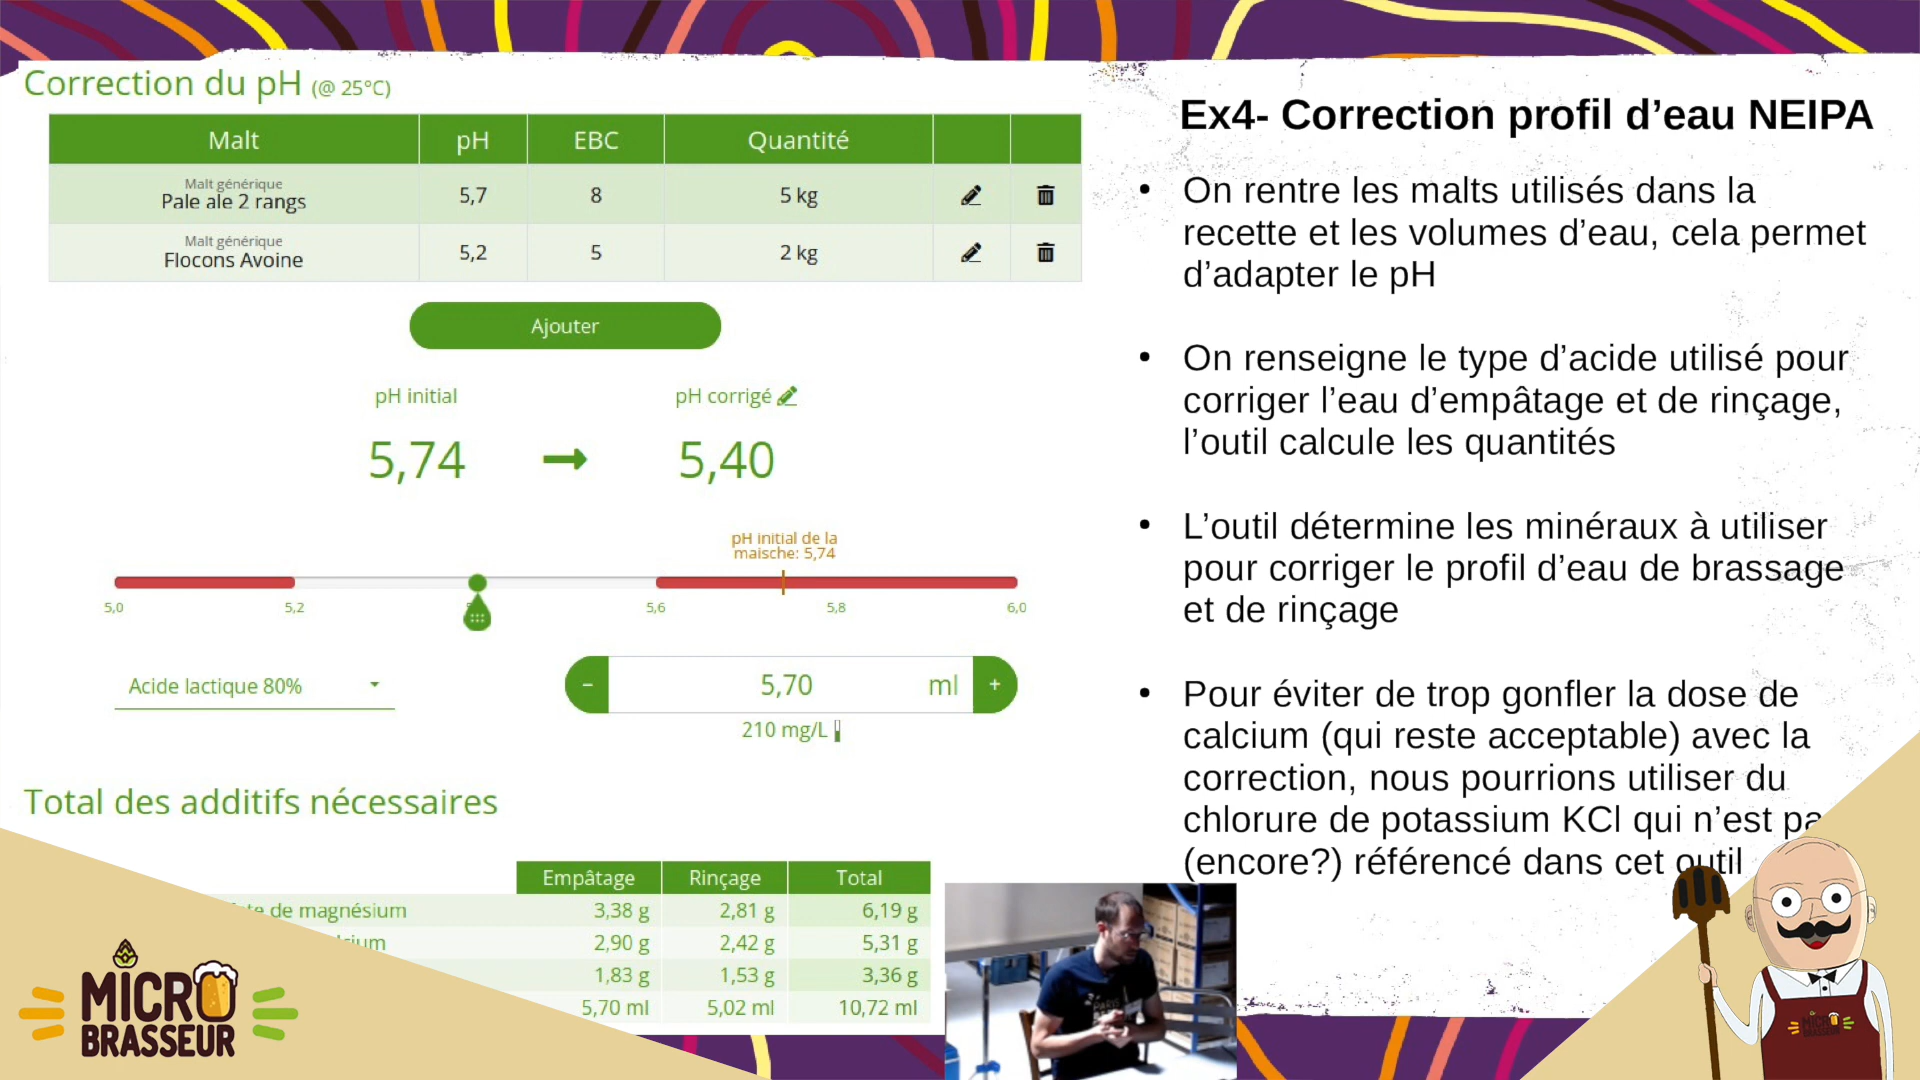 Correction du pH (@ 25°C)
Malt pH EBC Quantité
Malt générique
Pale ale 2 rangs 5,7 8 5 kg
Malt générique
Flocons Avoine 5,2 5 2 kg
Ajouter
pH initial pH corrigé
5,74 → 5,40
pH initial de la
maische: 5,74
5,0 5,2 5,6 5,8 6,0
Acide lactique 80% - 5,70 ml +
210 mg/L
Total des additifs nécessaires
Empâtage Rinçage Total
de magnésium 3,38 g 2,81 g 6,19 g
2,90 g 2,42 g 5,31 g
1,83 g 1,53 g 3,36 g
5,70 ml 5,02 ml 10,72 ml
MICRO
BRASSEUR
Ex4- Correction profil d’eau NEIPA
• On rentre les malts utilisés dans la
recette et les volumes d’eau, cela permet
d’adapter le pH
• On renseigne le type d’acide utilisé pour
corriger l’eau d’empâtage et de rinçage,
l’outil calcule les quantités
• L’outil détermine les minéraux à utiliser
pour corriger le profil d’eau de brassage
et de rinçage
• Pour éviter de trop gonfler la dose de
calcium (qui reste acceptable) avec la
correction, nous pourrions utiliser du
chlorure de potassium KCl qui n’est pa
(encore?) référencé dans cet outil